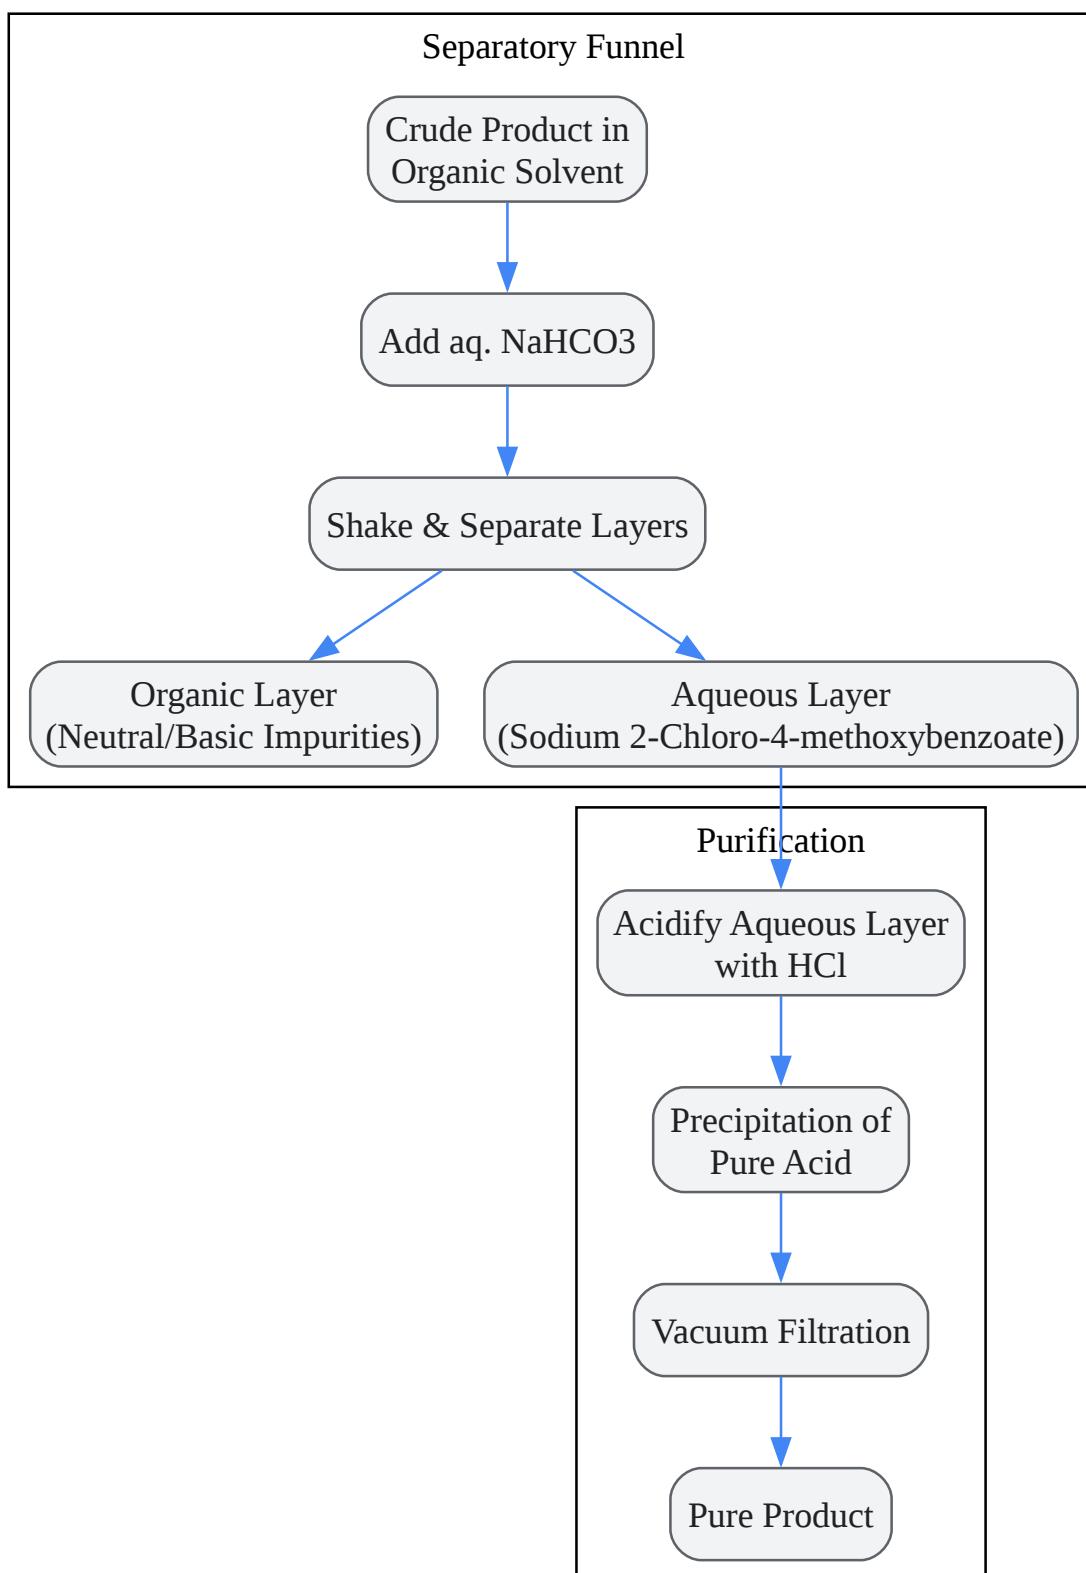 Separatory Funnel
Crude Product in
Organic Solvent
Add aq. NaHCO3
Shake & Separate Layers
Organic Layer
(Neutral/Basic Impurities)
Aqueous Layer
(Sodium 2-Chloro-4-methoxybenzoate)
Purification
Acidify Aqueous Layer
with HCl
Precipitation of
Pure Acid
Vacuum Filtration
Pure Product